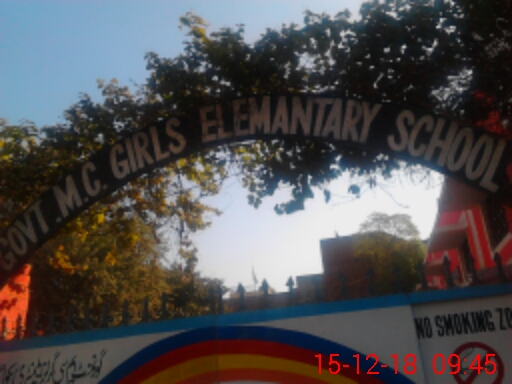 GOVT .M.C. GIRLS ELEMANTARY SCHOOL
NO SMOKING ZO
15-12-18 09:45